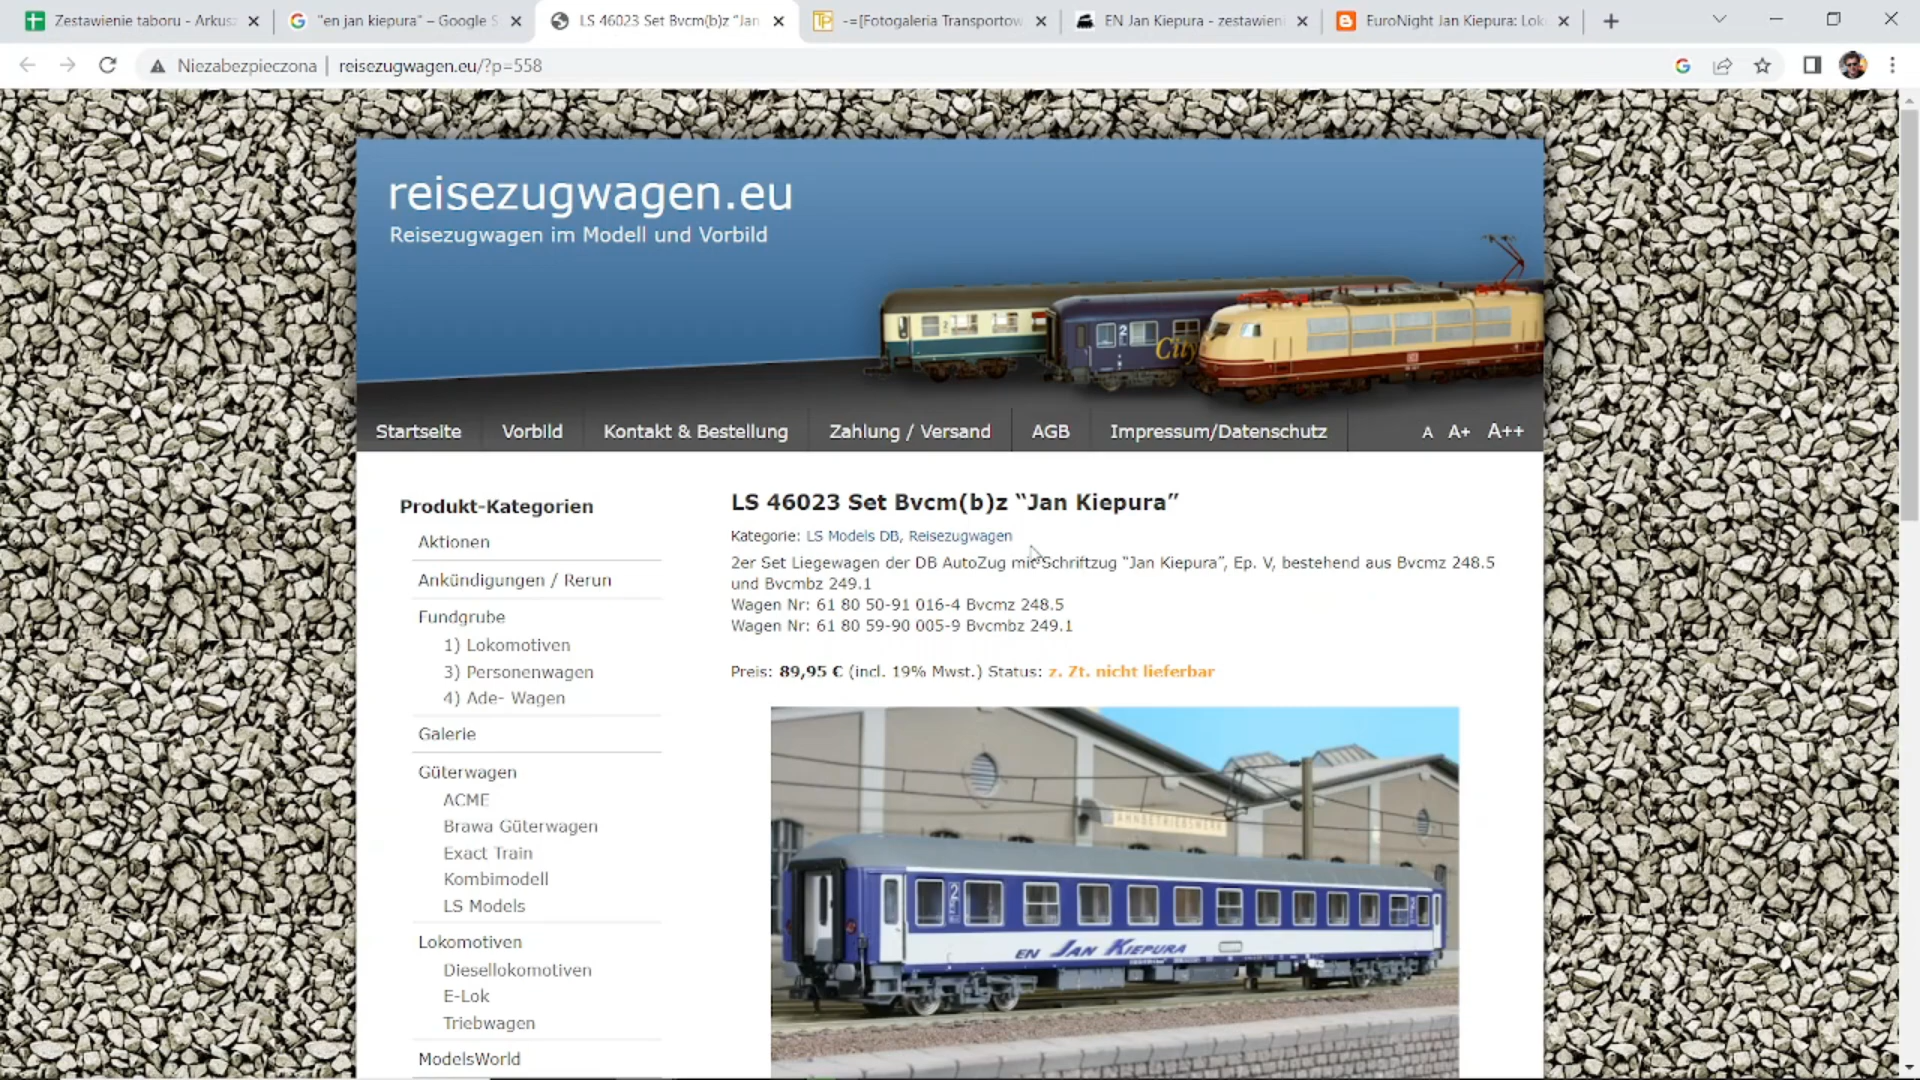 Zestawienie taboru - Arkusz
"en jan kiepura" – Google S
LS 46023 Set Bvcm(b)z "Jan
-=[Fotogaleria Transportow
EN Jan Kiepura - zestawieni
EuroNight Jan Kiepura: Lok
Niezabezpieczona
reisezugwagen.eu/?p=558
reisezugwagen.eu
Reisezugwagen im Modell und Vorbild
2
City
Startseite
Vorbild
Kontakt & Bestellung
Zahlung / Versand
AGB
Impressum/Datenschutz
A
A+
A++
Produkt-Kategorien
Aktionen
Ankündigungen / Rerun
Fundgrube
1) Lokomotiven
3) Personenwagen
4) Ade- Wagen
Galerie
Güterwagen
ACME
Brawa Güterwagen
Exact Train
Kombimodell
LS Models
Lokomotiven
Diesellokomotiven
E-Lok
Triebwagen
ModelsWorld
LS 46023 Set Bvcm(b)z “Jan Kiepura”
Kategorie: LS Models DB, Reisezugwagen
2er Set Liegewagen der DB AutoZug mit Schriftzug “Jan Kiepura”, Ep. V, bestehend aus Bvcmz 248.5
und Bvcmbz 249.1
Wagen Nr: 61 80 50-91 016-4 Bvcmz 248.5
Wagen Nr: 61 80 59-90 005-9 Bvcmbz 249.1
Preis: 89,95 € (incl. 19% Mwst.) Status: z. Zt. nicht lieferbar
2
EN JAN KIEPURA